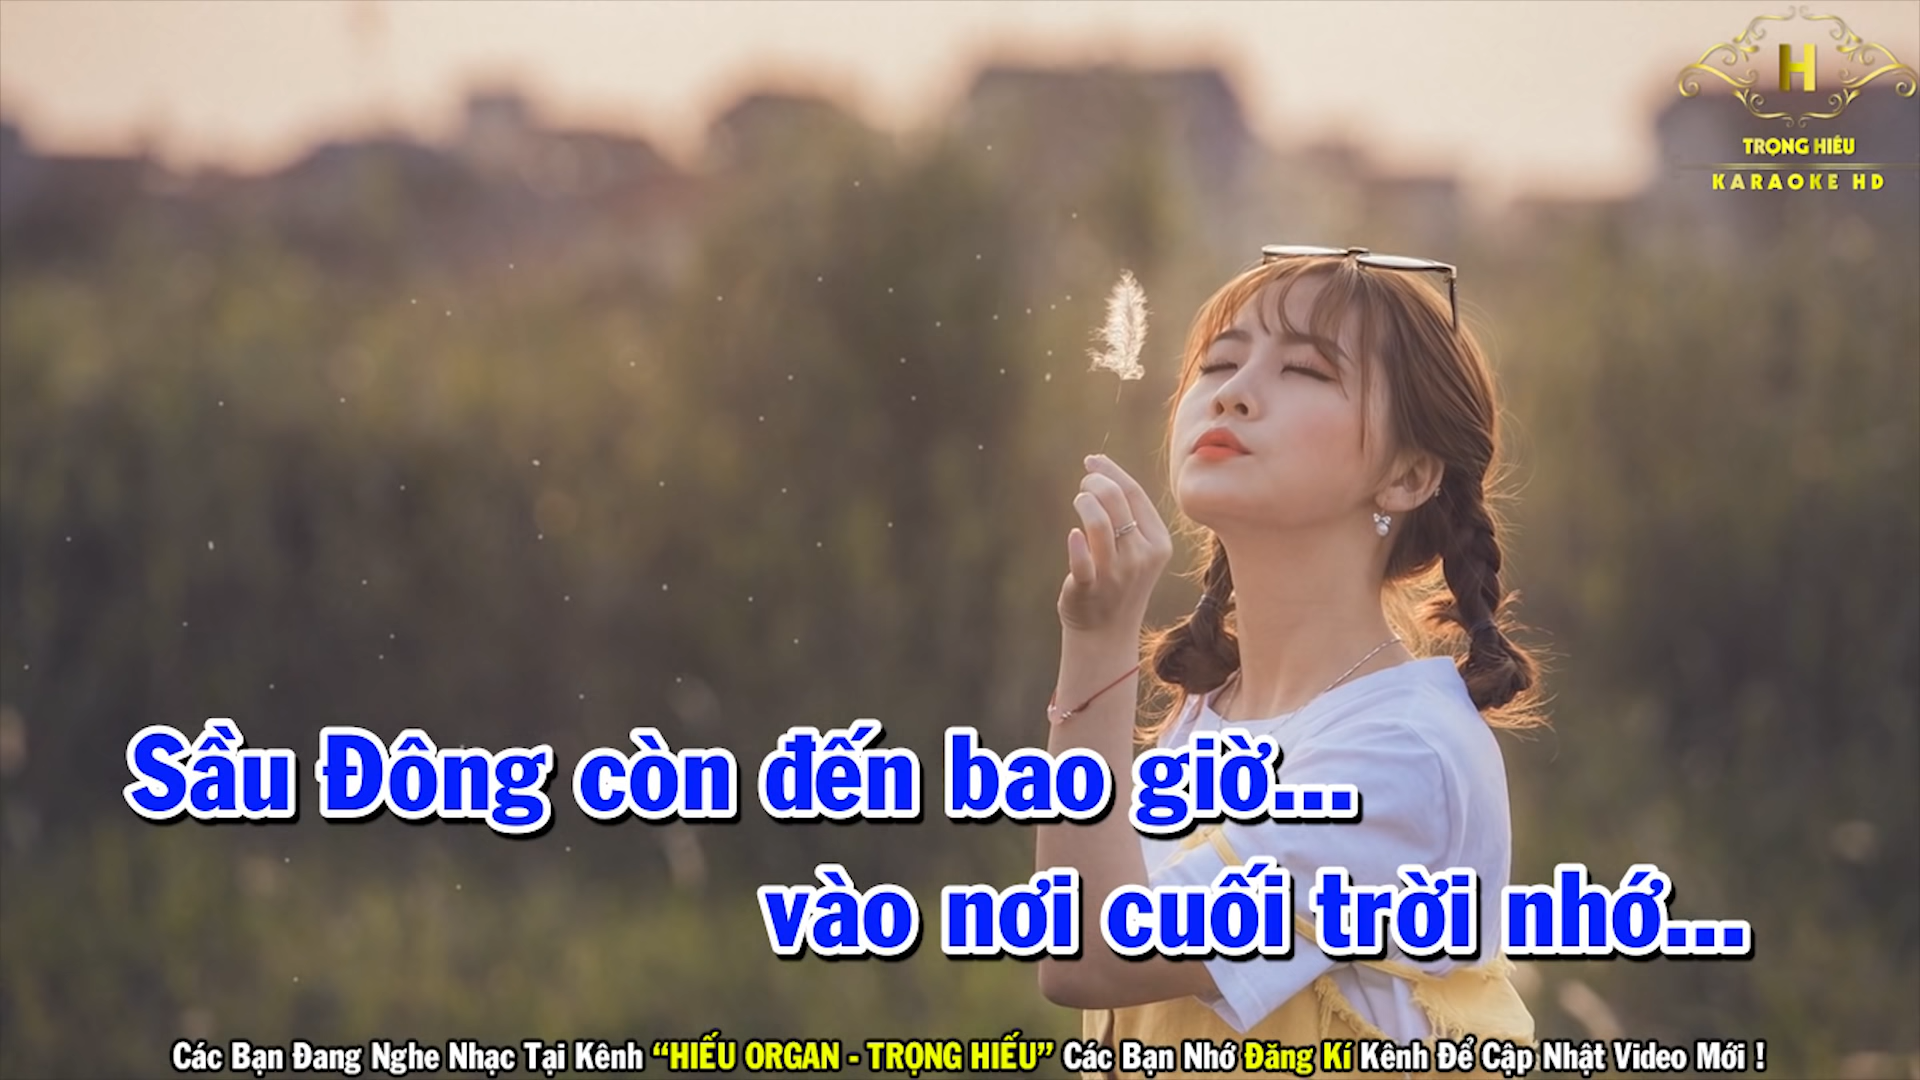 H
TRỌNG HIẾU
KARAOKE HD
Sầu Đông còn đến bao giờ...
vào nơi cuối trời nhớ...
Các Bạn Đang Nghe Nhạc Tại Kênh “HIẾU ORGAN - TRỌNG HIẾU” Các Bạn Nhớ Đăng Kí Kênh Để Cập Nhật Video Mới !